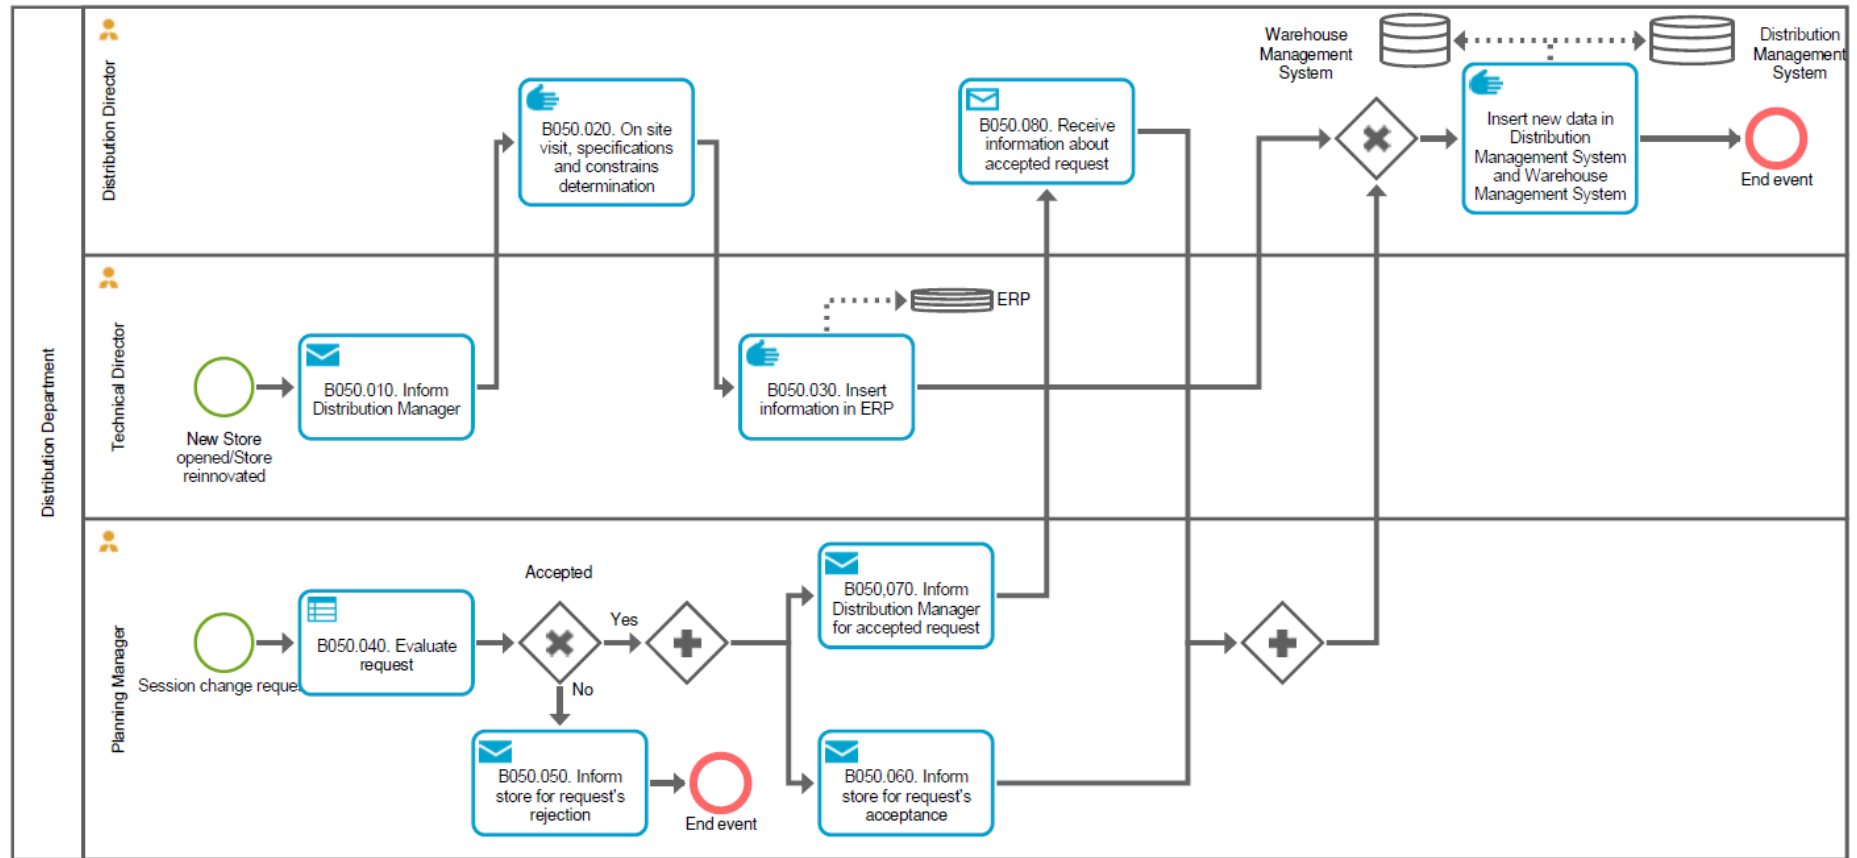 Distribution Department
Distribution Director
B050.020. On site
visit, specifications
and constrains
determination
B050.080. Receive
information about
accepted request
Warehouse
Management
System
Distribution
Management
System
Insert new data in
Distribution
Management System
and Warehouse
Management System
End event
Technical Director
New Store
opened/Store
reinnovated
B050.010. Inform
Distribution Manager
B050.030. Insert
information in ERP
ERP
Planning Manager
Session change reques
B050.040. Evaluate
request
Accepted
Yes
No
B050.050. Inform
store for request's
rejection
End event
B050,070. Inform
Distribution Manager
for accepted request
B050.060. Inform
store for request's
acceptance